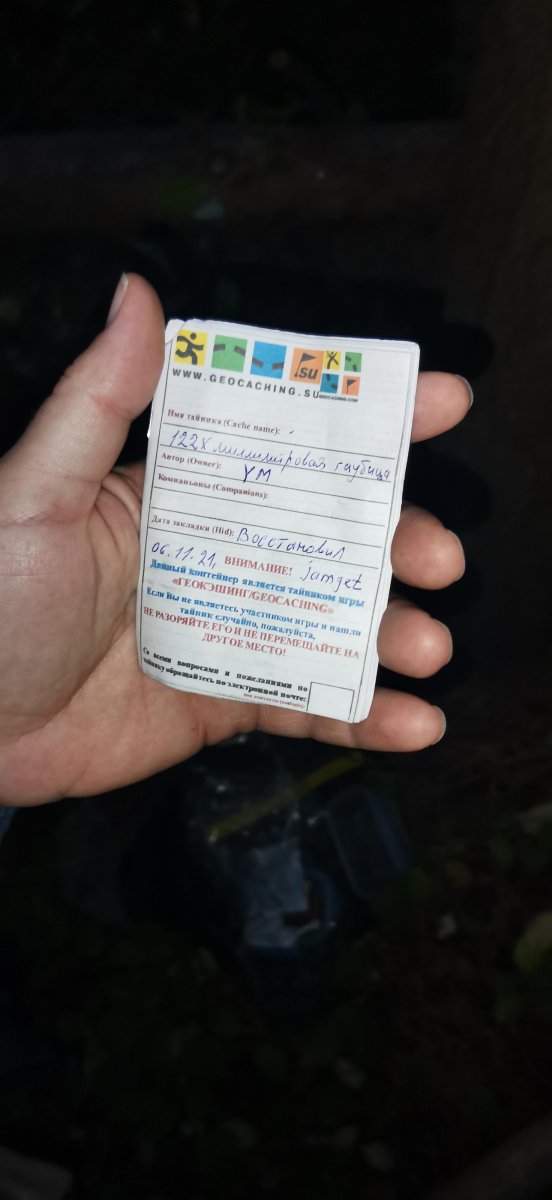 .SU
WWW.GEOCACHING.SU
GEOCACHING.COM
Имя тайника (Cache name):
122х миллиметровая гаубица
Автор (Owner): YM
Компаньоны (Companions):
Дата закладки (Hid): Восстановил
06.11.21, jamget
ВНИМАНИЕ!
Данный контейнер является тайником игры
«ГЕОКЭШИНГ/GEOCACHING»
Если Вы не являетесь участником игры и нашли
тайник случайно, пожалуйста,
НЕ РАЗОРЯЙТЕ ЕГО И НЕ ПЕРЕМЕЩАЙТЕ НА
ДРУГОЕ МЕСТО!
Со всеми вопросами и пожеланиями по
тайнику обращайтесь по электронной почте: